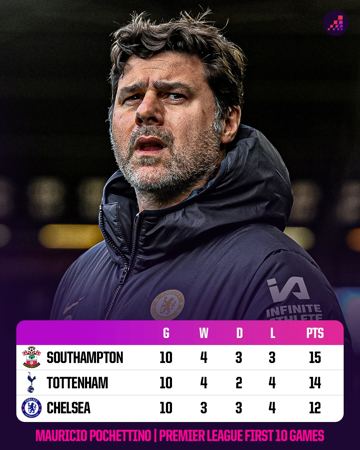 INFINITE
ATHLETE
G W D L PTS
SOUTHAMPTON 10 4 3 3 15
TOTTENHAM 10 4 2 4 14
CHELSEA 10 3 3 4 12
MAURICIO POCHETTINO | PREMIER LEAGUE FIRST 10 GAMES